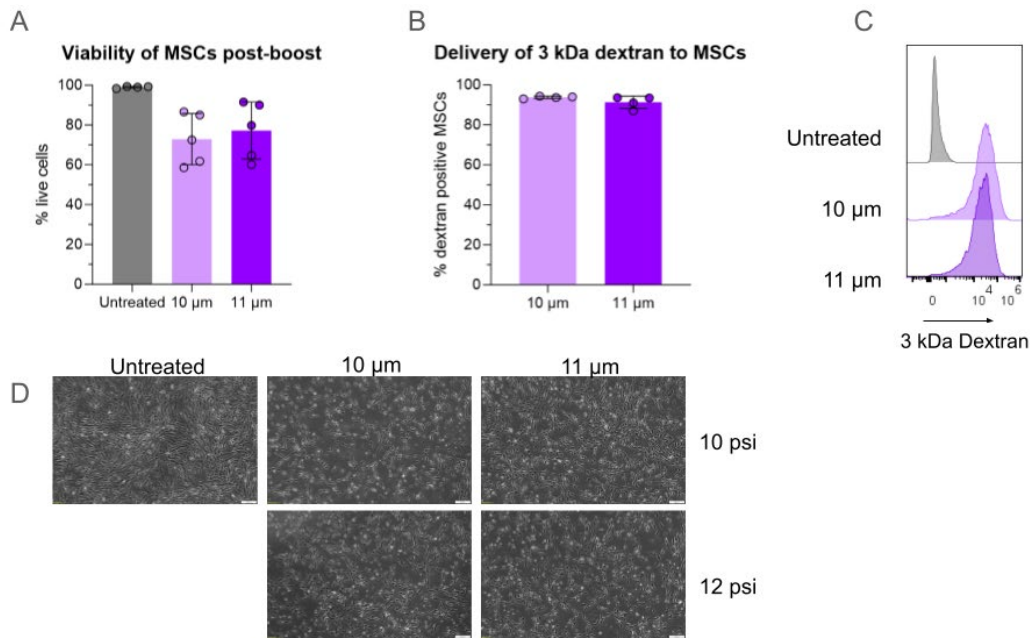 A
Viability of MSCs post-boost
% live cells
100
80
60
40
20
0
Untreated
10 µm
11 µm
B
Delivery of 3 kDa dextran to MSCs
% dextran positive MSCs
100
80
60
40
20
0
10 µm
11 µm
C
Untreated
10 µm
11 µm
0
10 4
10 6
3 kDa Dextran
D
Untreated
10 µm
11 µm
10 psi
12 psi